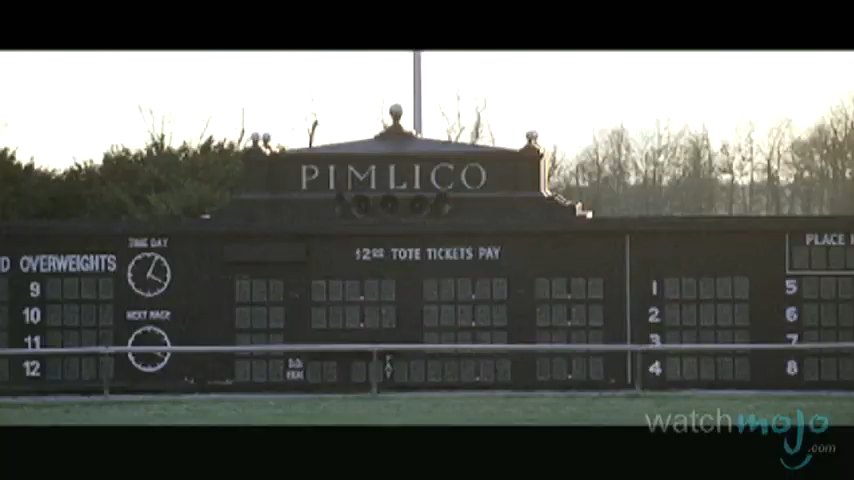 PIMLICO
D OVERWEIGHTS
TIME DAY
$2RS TOTE TICKETS PAY
PLACE
9
10
11
12
NEXT RACE
1
2
3
4
5
6
7
8
watchmojo
.com